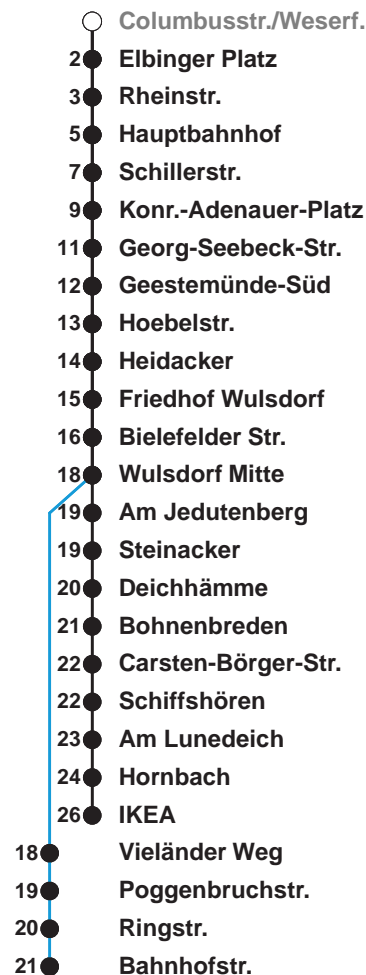 Columbusstr./Weserf.
2 Elbinger Platz
3 Rheinstr.
5 Hauptbahnhof
7 Schillerstr.
9 Konr.-Adenauer-Platz
11 Georg-Seebeck-Str.
12 Geestemünde-Süd
13 Hoebelstr.
14 Heidacker
15 Friedhof Wulsdorf
16 Bielefelder Str.
18 Wulsdorf Mitte
19 Am Jedutenberg
19 Steinacker
20 Deichhämme
21 Bohnenbreden
22 Carsten-Börger-Str.
22 Schiffshören
23 Am Lunedeich
24 Hornbach
26 IKEA
18 Vieländer Weg
19 Poggenbruchstr.
20 Ringstr.
21 Bahnhofstr.